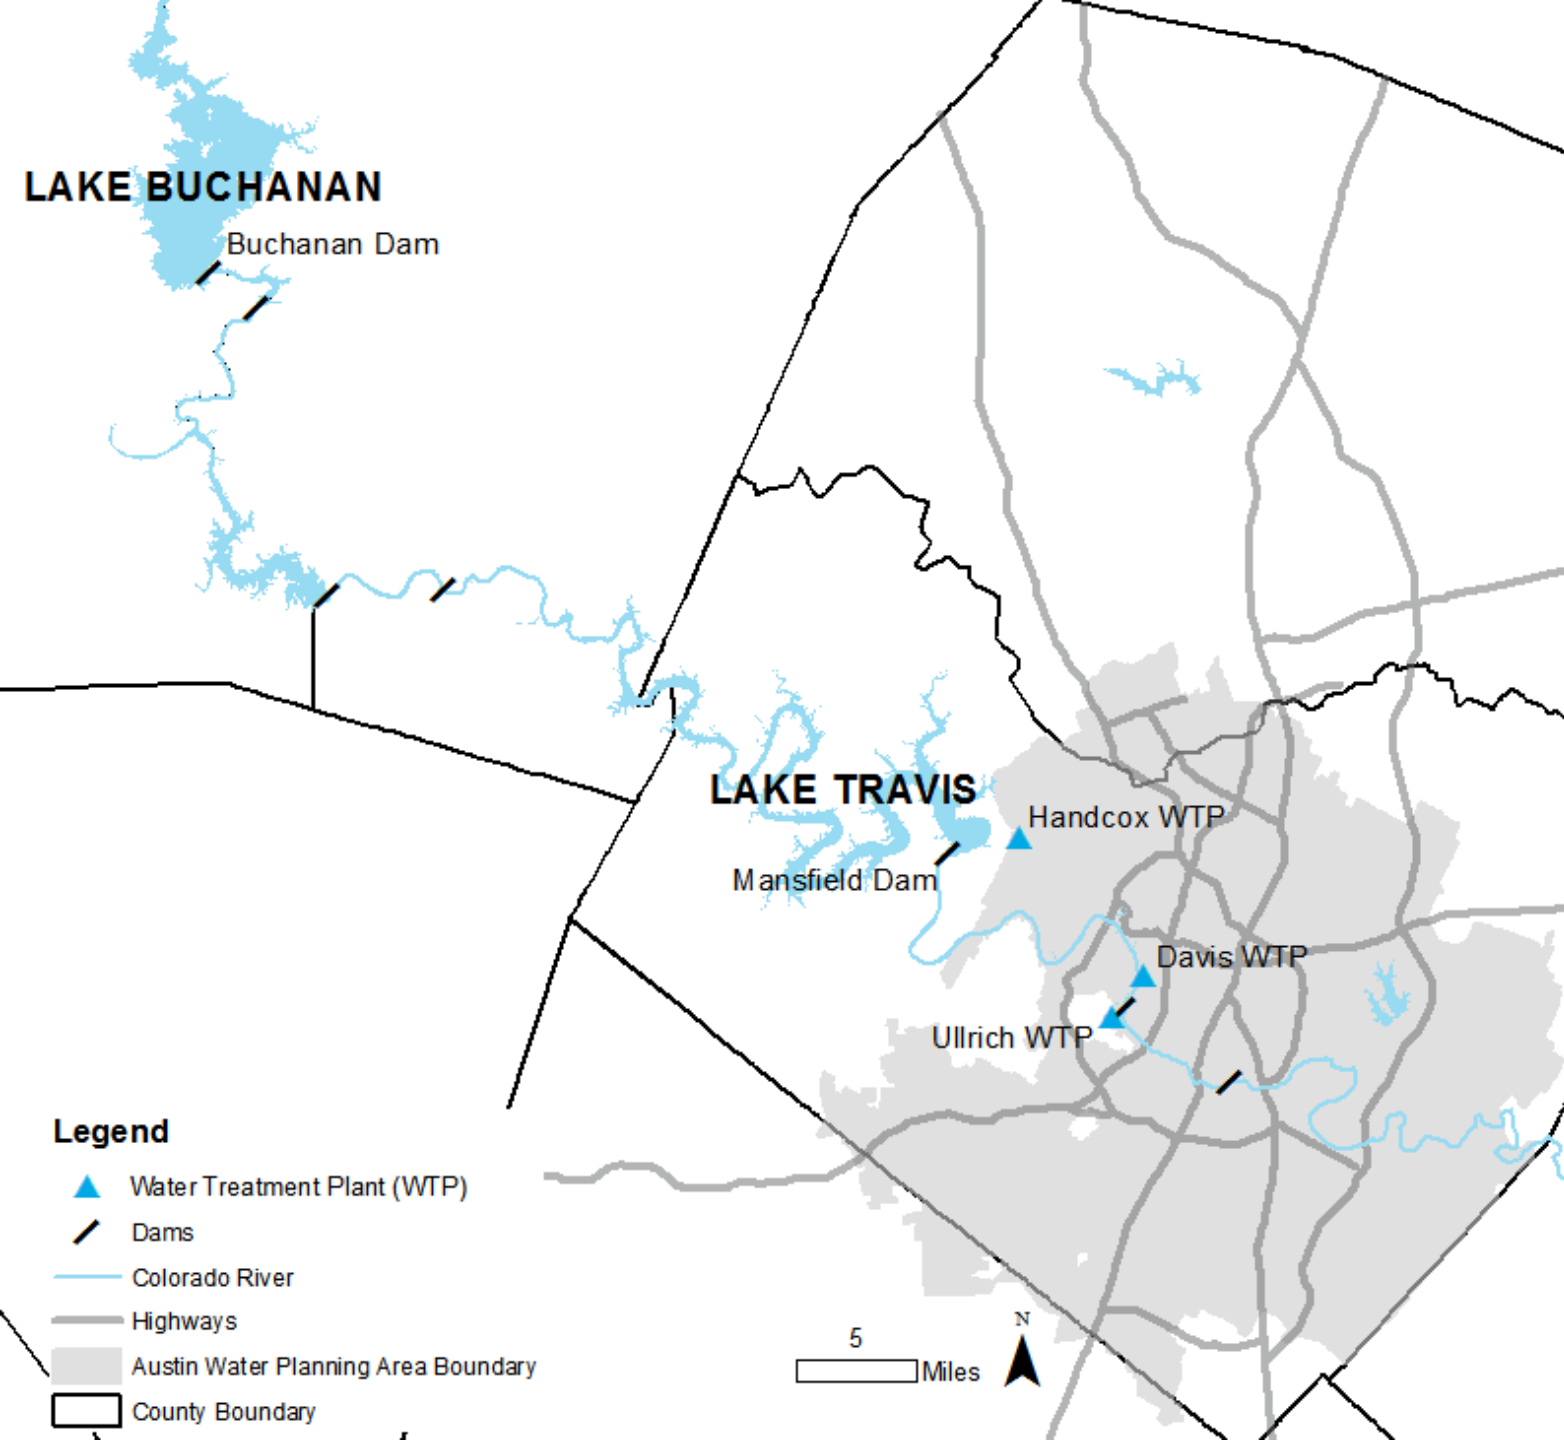 LAKE BUCHANAN
Buchanan Dam
LAKE TRAVIS
Handcox WTP
Mansfield Dam
Davis WTP
Ullrich WTP
Legend
Water Treatment Plant (WTP)
Dams
Colorado River
Highways
Austin Water Planning Area Boundary
County Boundary
5
Miles
N